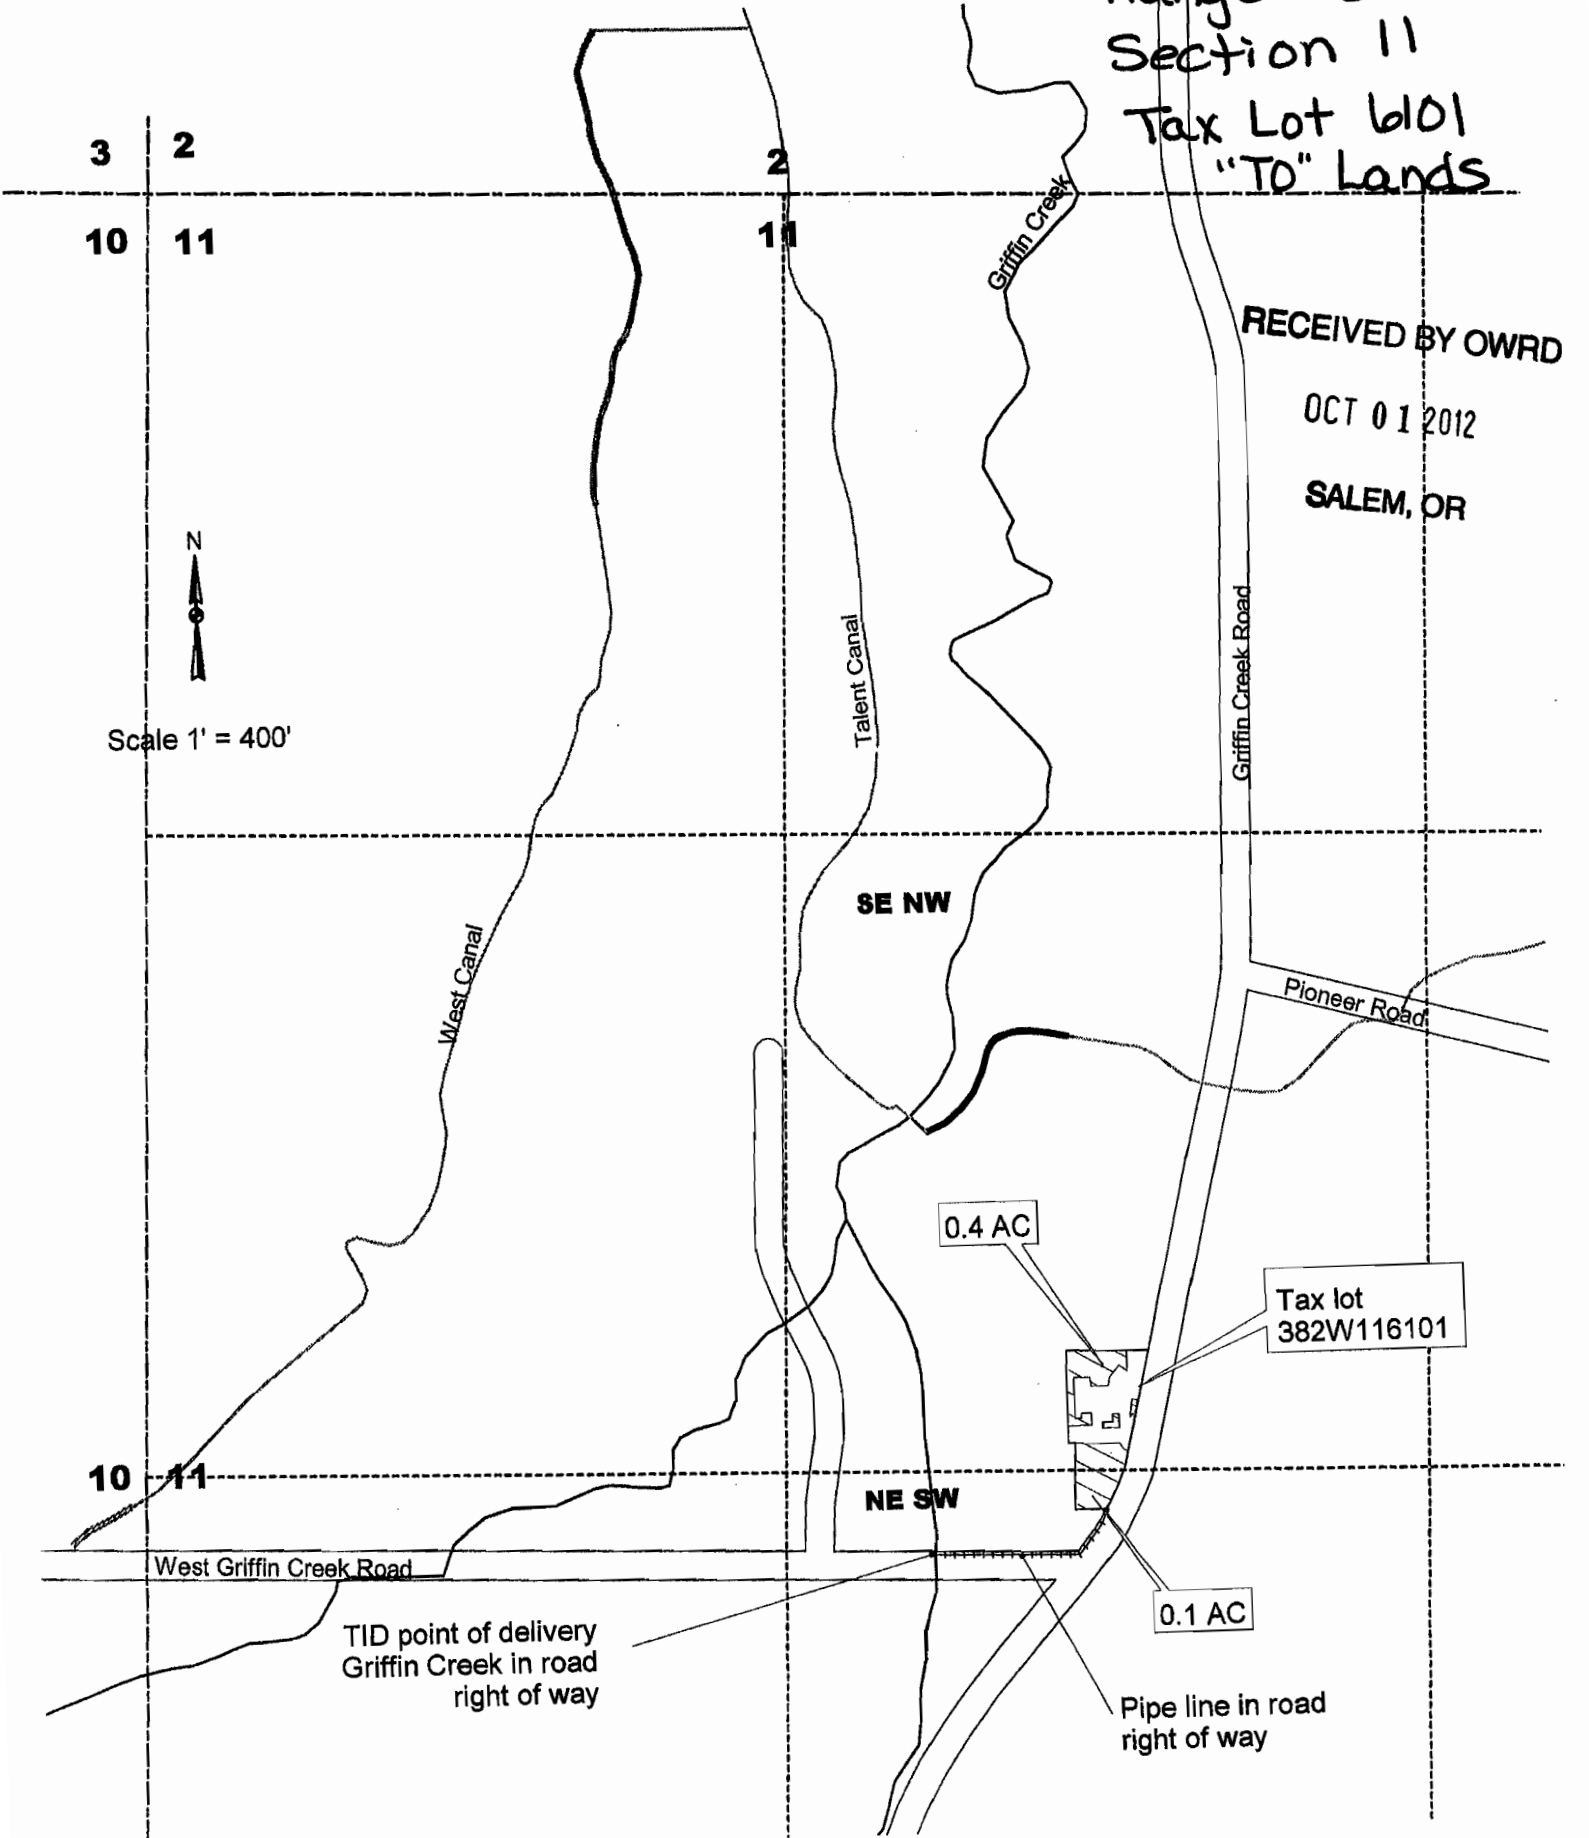 Section 11
Tax Lot 6101
"TO" Lands
3 2
2
10 11
11
Griffin Creek
RECEIVED BY OWRD
OCT 01 2012
SALEM, OR
N
Scale 1' = 400'
Talent Canal
Griffin Creek Road
SE NW
West Canal
Pioneer Road
0.4 AC
Tax lot
382W116101
10 11
NE SW
West Griffin Creek Road
0.1 AC
TID point of delivery
Griffin Creek in road
right of way
Pipe line in road
right of way